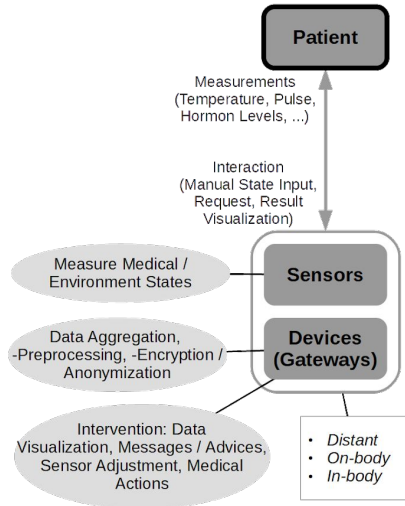 Patient
Measurements
(Temperature, Pulse,
Hormon Levels, ...)
Interaction
(Manual State Input,
Request, Result
Visualization)
Measure Medical /
Environment States
Sensors
Data Aggregation,
-Preprocessing, -Encryption /
Anonymization
Devices
(Gateways)
Intervention: Data
Visualization, Messages / Advices,
Sensor Adjustment, Medical
Actions
• Distant
• On-body
• In-body